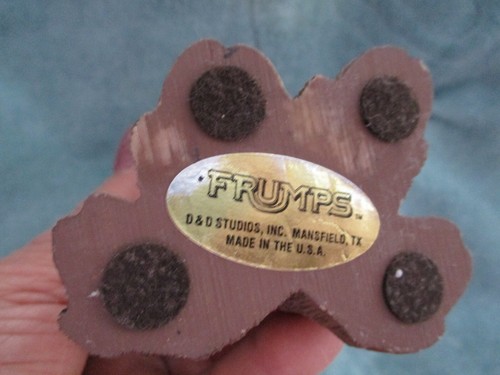 FRUMPS™
D & D STUDIOS, INC. MANSFIELD, TX
MADE IN THE U.S.A.